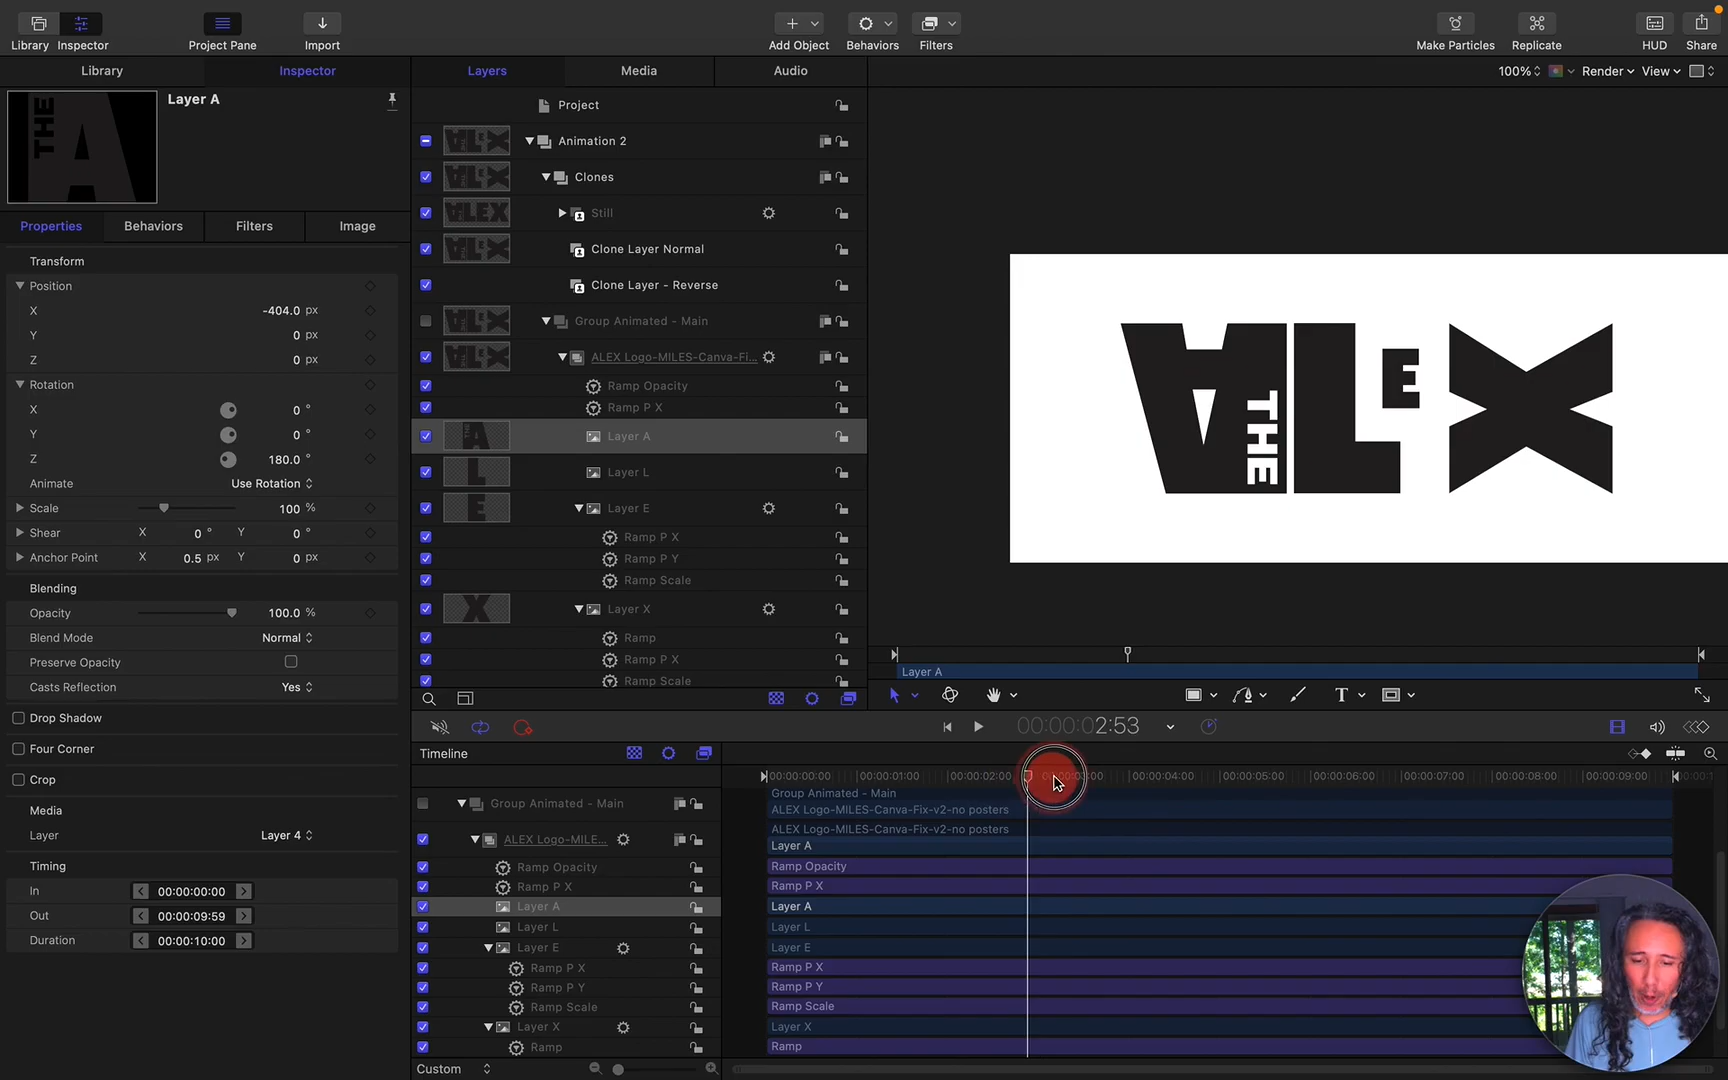 Library
Inspector
Project Pane
Import
Add Object
Behaviors
Filters
Make Particles
Replicate
HUD
Share
Library
Inspector
Layers
Media
Audio
100%
Render
View
Layer A
THE
A
Properties
Behaviors
Filters
Image
Transform
Position
X
-404.0 px
Y
0 px
Z
0 px
Rotation
X
0 °
Y
0 °
Z
180.0 °
Animate
Use Rotation
Scale
100 %
Shear
X 0 ° Y 0 °
Anchor Point
X 0.5 px Y 0 px
Blending
Opacity
100.0 %
Blend Mode
Normal
Preserve Opacity
Casts Reflection
Yes
Drop Shadow
Four Corner
Crop
Media
Layer
Layer 4
Timing
In
00:00:00:00
Out
00:00:09:59
Duration
00:00:10:00
Project
Animation 2
Clones
Still
Clone Layer Normal
Clone Layer - Reverse
Group Animated - Main
ALEX Logo-MILES-Canva-Fi...
Ramp Opacity
Ramp P X
Layer A
Layer L
Layer E
Ramp P X
Ramp P Y
Ramp Scale
Layer X
Ramp
Ramp P X
Ramp Scale
A THE L E X
Layer A
T
00:00:02:53
Timeline
00:00:00:00
00:00:01:00
00:00:02:00
00:00:03:00
00:00:04:00
00:00:05:00
00:00:06:00
00:00:07:00
00:00:08:00
00:00:09:00
Group Animated - Main
ALEX Logo-MILE...
Ramp Opacity
Ramp P X
Layer A
Layer L
Layer E
Ramp P X
Ramp P Y
Ramp Scale
Layer X
Ramp
Group Animated - Main
ALEX Logo-MILES-Canva-Fix-v2-no posters
ALEX Logo-MILES-Canva-Fix-v2-no posters
Layer A
Ramp Opacity
Ramp P X
Layer A
Layer L
Layer E
Ramp P X
Ramp P Y
Ramp Scale
Layer X
Ramp
Custom